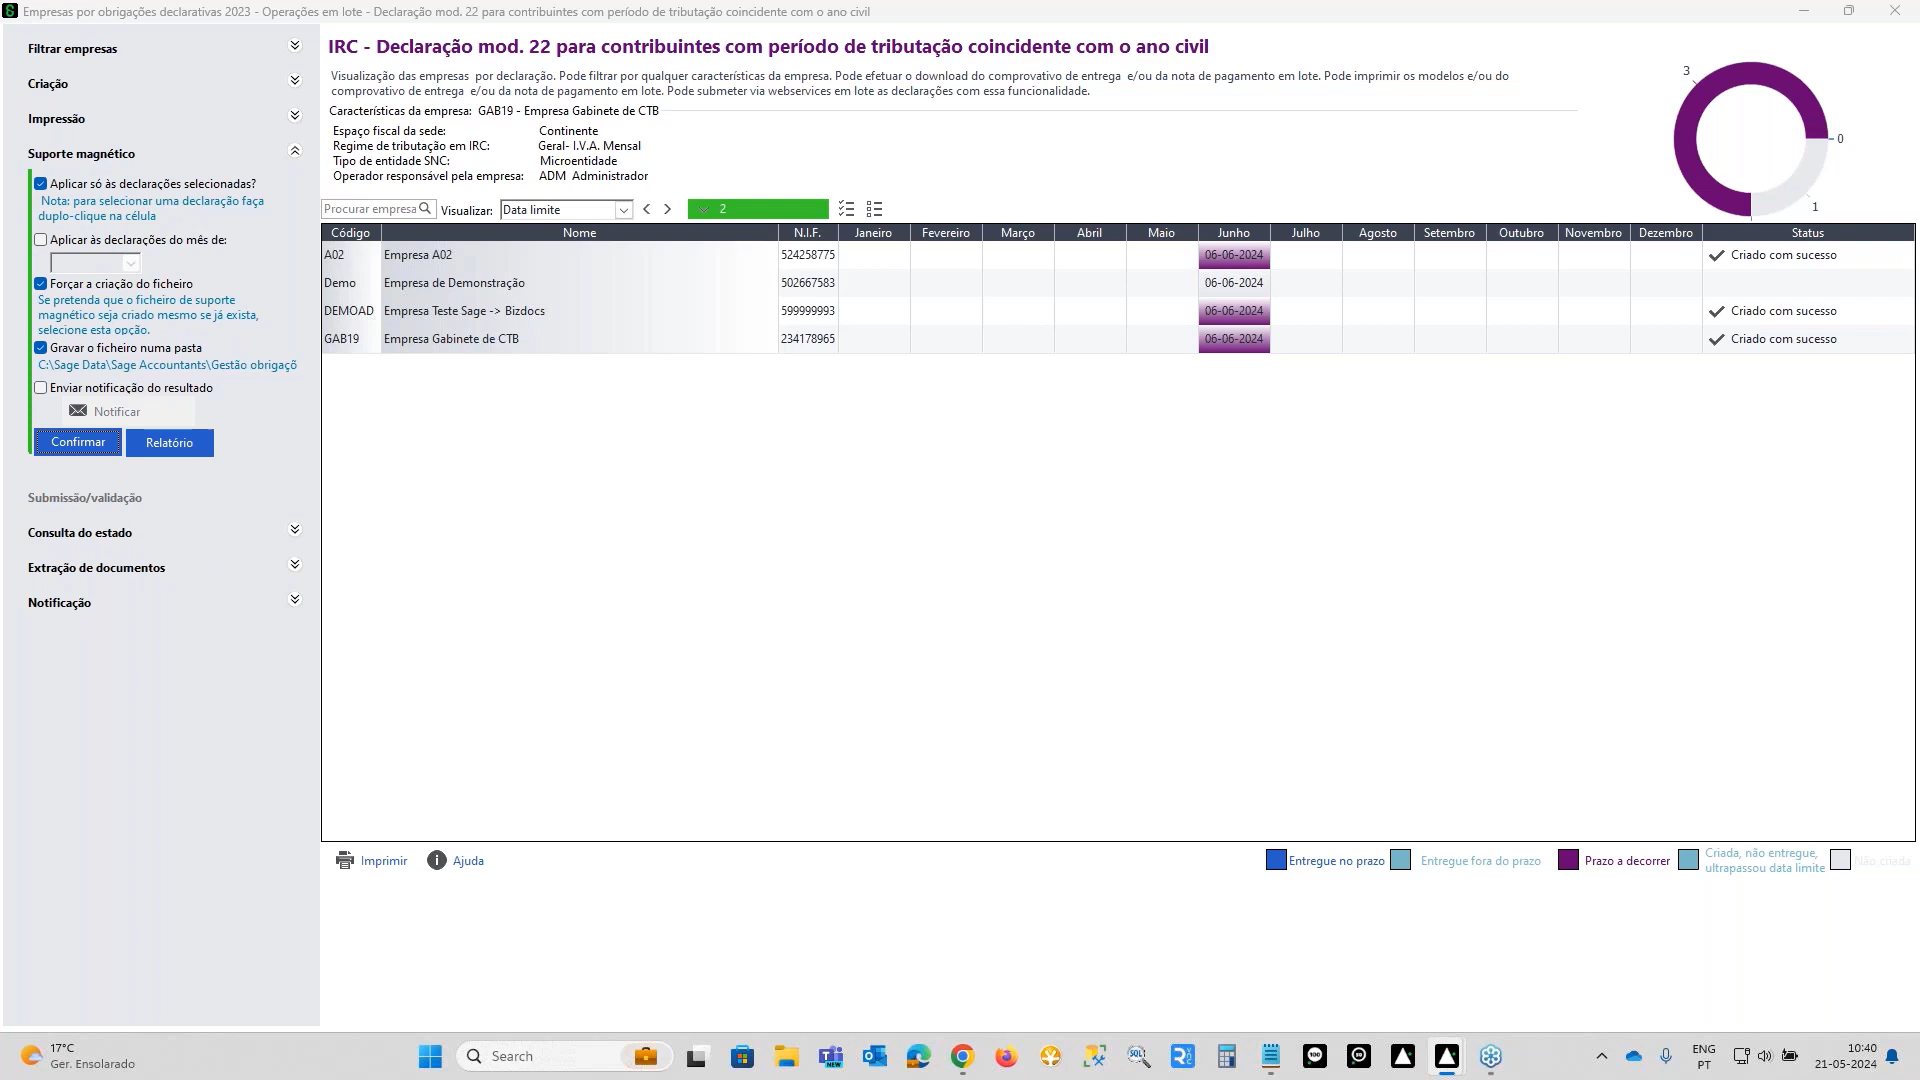 Empresas por obrigações declarativas 2023 - Operações em lote - Declaração mod. 22 para contribuintes com período de tributação coincidente com o ano civil
Filtrar empresas
Criação
Impressão
Suporte magnético
Aplicar só às declarações selecionadas?
Nota: para selecionar uma declaração faça
duplo-clique na célula
Aplicar às declarações do mês de:
Forçar a criação do ficheiro
Se pretenda que o ficheiro de suporte
magnético seja criado mesmo se já exista,
selecione esta opção.
Gravar o ficheiro numa pasta
C:\Sage Data\Sage Accountants\Gestão obrigaçõ
Enviar notificação do resultado
Notificar
Confirmar Relatório
Submissão/validação
Consulta do estado
Extração de documentos
Notificação
IRC - Declaração mod. 22 para contribuintes com período de tributação coincidente com o ano civil
Visualização das empresas por declaração. Pode filtrar por qualquer características da empresa. Pode efetuar o download do comprovativo de entrega e/ou da nota de pagamento em lote. Pode imprimir os modelos e/ou do
comprovativo de entrega e/ou da nota de pagamento em lote. Pode submeter via webservices em lote as declarações com essa funcionalidade.
Características da empresa: GAB19 - Empresa Gabinete de CTB
Espaço fiscal da sede: Continente
Regime de tributação em IRC: Geral- I.V.A. Mensal
Tipo de entidade SNC: Microentidade
Operador responsável pela empresa: ADM Administrador
3
0
1
Procurar empresa Visualizar: Data limite 2
Código Nome N.I.F. Janeiro Fevereiro Março Abril Maio Junho Julho Agosto Setembro Outubro Novembro Dezembro Status
A02 Empresa A02 524258775 06-06-2024 Criado com sucesso
Demo Empresa de Demonstração 502667583 06-06-2024
DEMOAD Empresa Teste Sage -> Bizdocs 599999993 06-06-2024 Criado com sucesso
GAB19 Empresa Gabinete de CTB 234178965 06-06-2024 Criado com sucesso
Imprimir Ajuda
Entregue no prazo Entregue fora do prazo Prazo a decorrer Criada, não entregue,
ultrapassou data limite Não criada
17°C
Ger. Ensolarado
Search
NEW
SQL
100
ENG
PT
10:40
21-05-2024